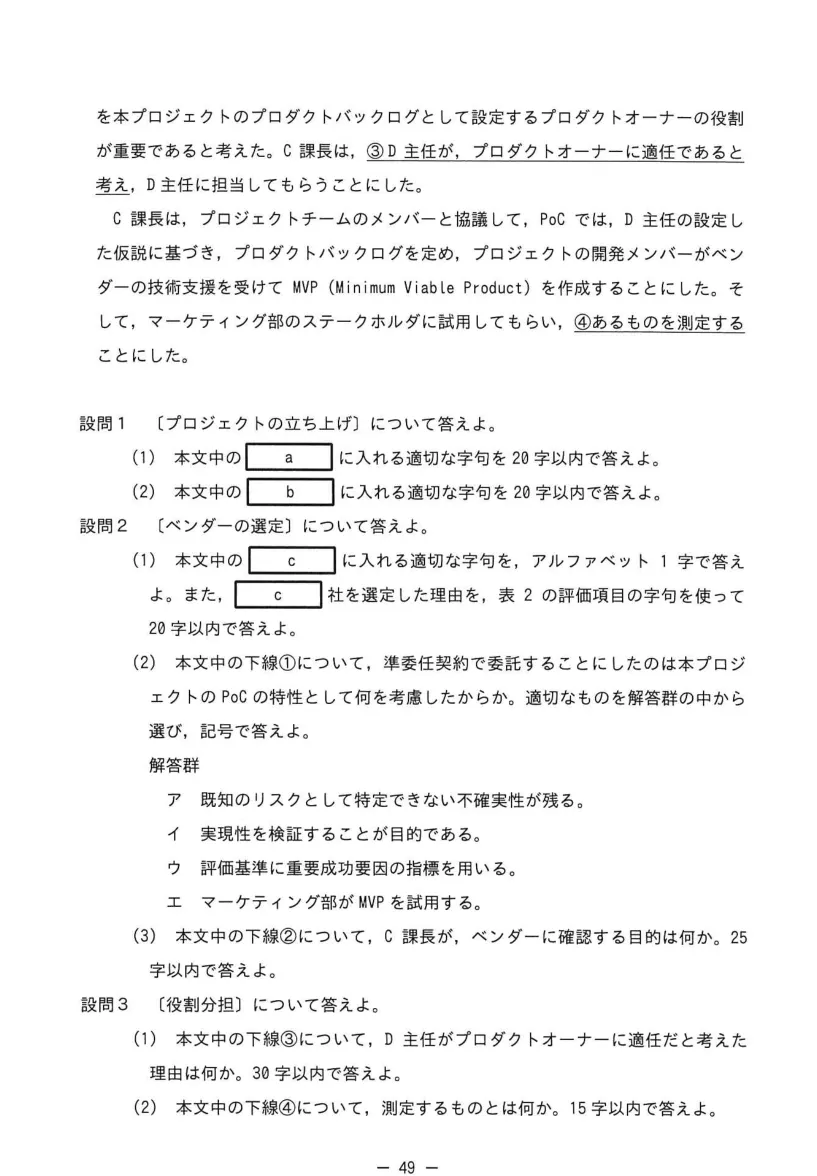 を本プロジェクトのプロダクトバックログとして設定するプロダクトオーナーの役割
が重要であると考えた。C 課長は，③D 主任が，プロダクトオーナーに適任であると
考え，D 主任に担当してもらうことにした。
C 課長は，プロジェクトチームのメンバーと協議して，PoC では，D 主任の設定し
た仮説に基づき，プロダクトバックログを定め，プロジェクトの開発メンバーがベン
ダーの技術支援を受けて MVP（Minimum Viable Product）を作成することにした。そ
して，マーケティング部のステークホルダに試用してもらい，④あるものを測定する
ことにした。
設問１ 〔プロジェクトの立ち上げ〕について答えよ。
(1) 本文中の a に入れる適切な字句を 20 字以内で答えよ。
(2) 本文中の b に入れる適切な字句を 20 字以内で答えよ。
設問２ 〔ベンダーの選定〕について答えよ。
(1) 本文中の c に入れる適切な字句を，アルファベット 1 字で答え
よ。また， c 社を選定した理由を，表 2 の評価項目の字句を使って
20 字以内で答えよ。
(2) 本文中の下線①について，準委任契約で委託することにしたのは本プロジ
ェクトの PoC の特性として何を考慮したからか。適切なものを解答群の中から
選び，記号で答えよ。
解答群
ア 既知のリスクとして特定できない不確実性が残る。
イ 実現性を検証することが目的である。
ウ 評価基準に重要成功要因の指標を用いる。
エ マーケティング部が MVP を試用する。
(3) 本文中の下線②について，C 課長が，ベンダーに確認する目的は何か。25
字以内で答えよ。
設問３ 〔役割分担〕について答えよ。
(1) 本文中の下線③について，D 主任がプロダクトオーナーに適任だと考えた
理由は何か。30 字以内で答えよ。
(2) 本文中の下線④について，測定するものとは何か。15 字以内で答えよ。
— 49 —